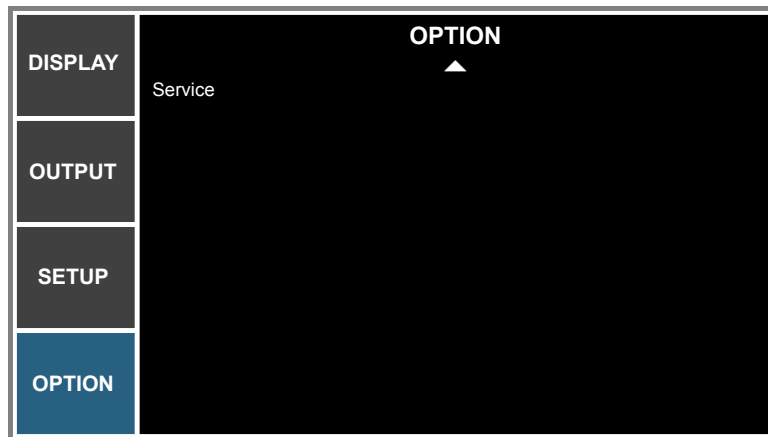 DISPLAY
OUTPUT
SETUP
OPTION
OPTION
Service